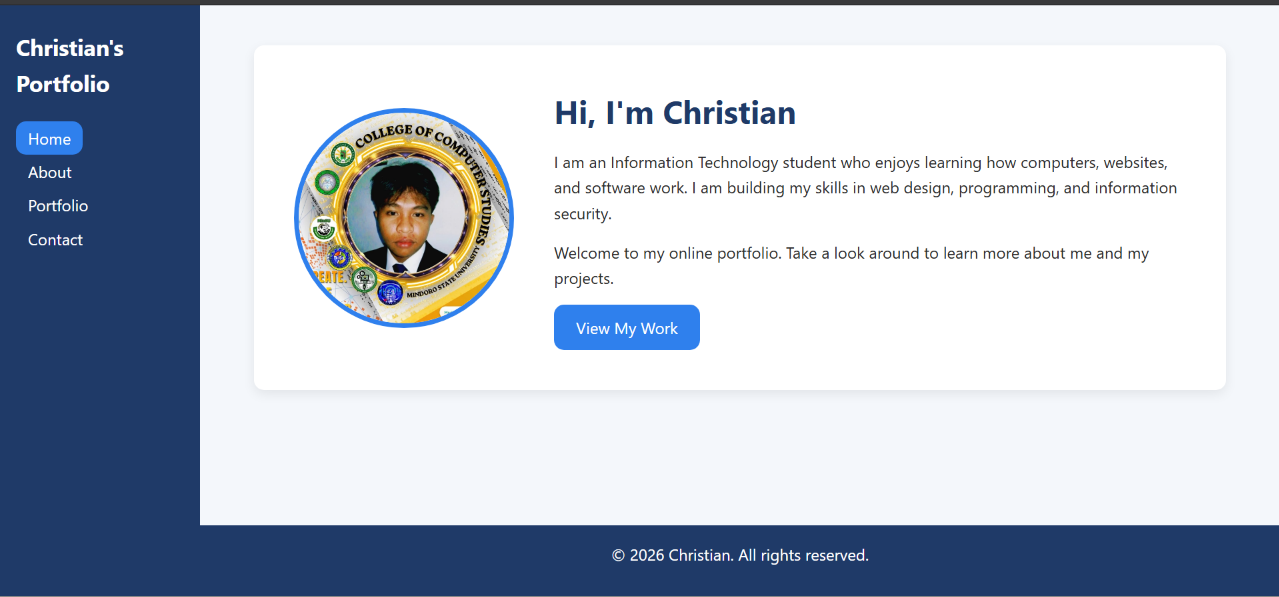 Christian's
Portfolio
Home
About
Portfolio
Contact
COLLEGE OF COMPUTER STUDIES
MINDORO STATE UNIVERSITY
Hi, I'm Christian
I am an Information Technology student who enjoys learning how computers, websites,
and software work. I am building my skills in web design, programming, and information
security.
Welcome to my online portfolio. Take a look around to learn more about me and my
projects.
View My Work
© 2026 Christian. All rights reserved.